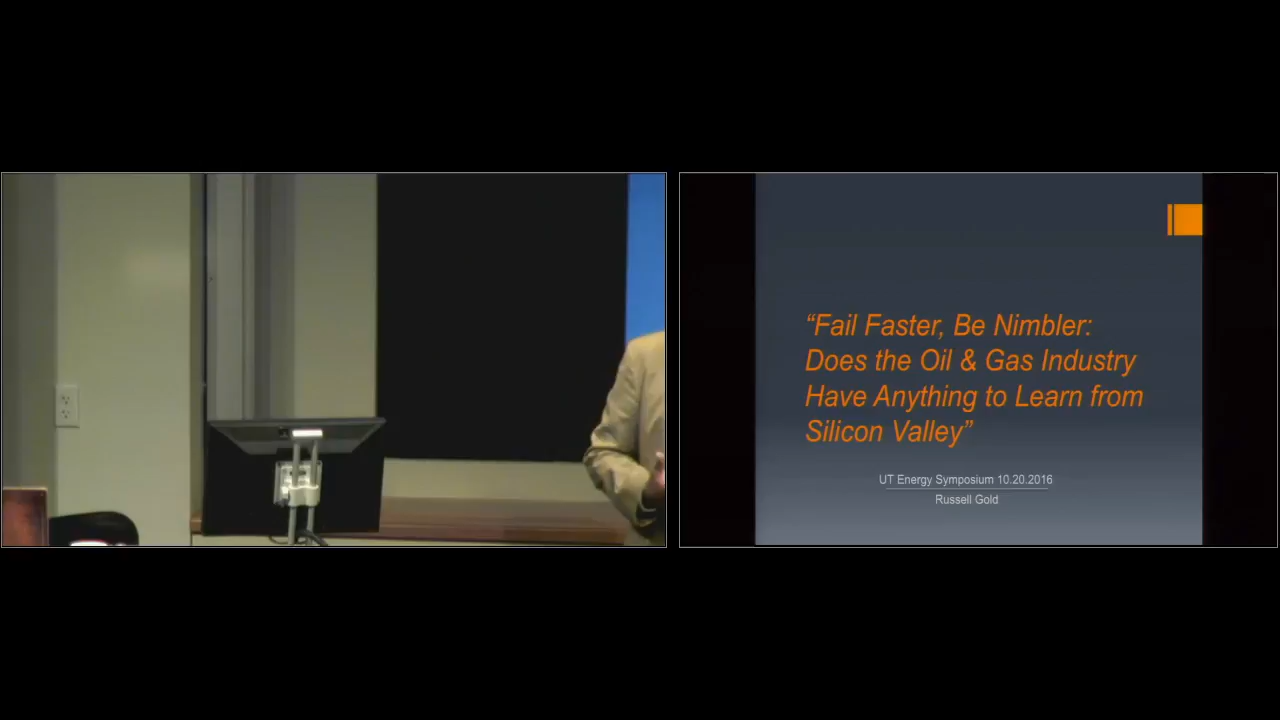 “Fail Faster, Be Nimbler:
Does the Oil & Gas Industry
Have Anything to Learn from
Silicon Valley”
UT Energy Symposium 10.20.2016
Russell Gold